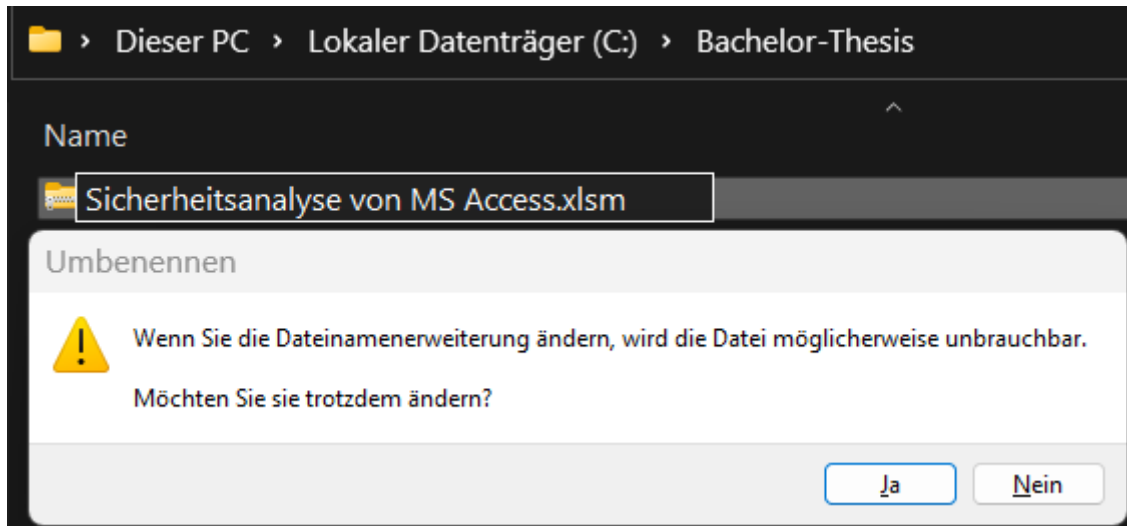 Dieser PC > Lokaler Datenträger (C:) > Bachelor-Thesis
Name
Sicherheitsanalyse von MS Access.xlsm
Umbenennen
Wenn Sie die Dateinamenerweiterung ändern, wird die Datei möglicherweise unbrauchbar.
Möchten Sie sie trotzdem ändern?
Ja Nein